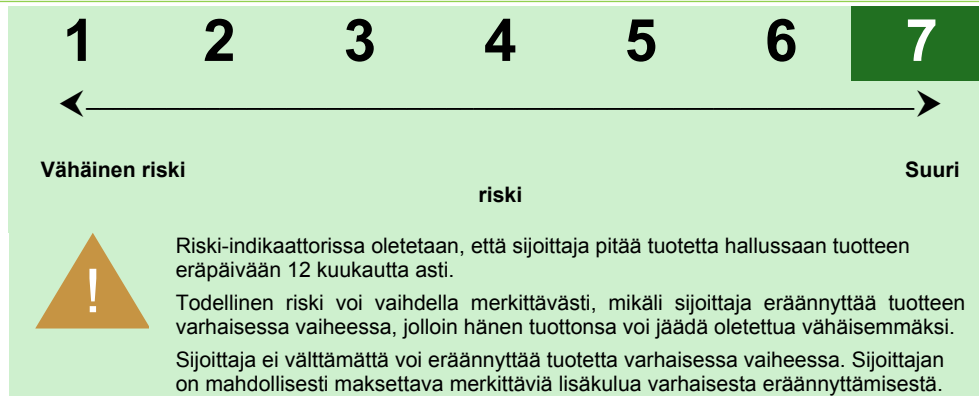 1 2 3 4 5 6 7
Vähäinen riski Suuri
riski
!
Riski-indikaattorissa oletetaan, että sijoittaja pitää tuotetta hallussaan tuotteen
eräpäivään 12 kuukautta asti.
Todellinen riski voi vaihdella merkittävästi, mikäli sijoittaja eräännyttää tuotteen
varhaisessa vaiheessa, jolloin hänen tuottonsa voi jäädä oletettua vähäisemmäksi.
Sijoittaja ei välttämättä voi eräännyttää tuotetta varhaisessa vaiheessa. Sijoittajan
on mahdollisesti maksettava merkittäviä lisäkulua varhaisesta eräännyttämisestä.